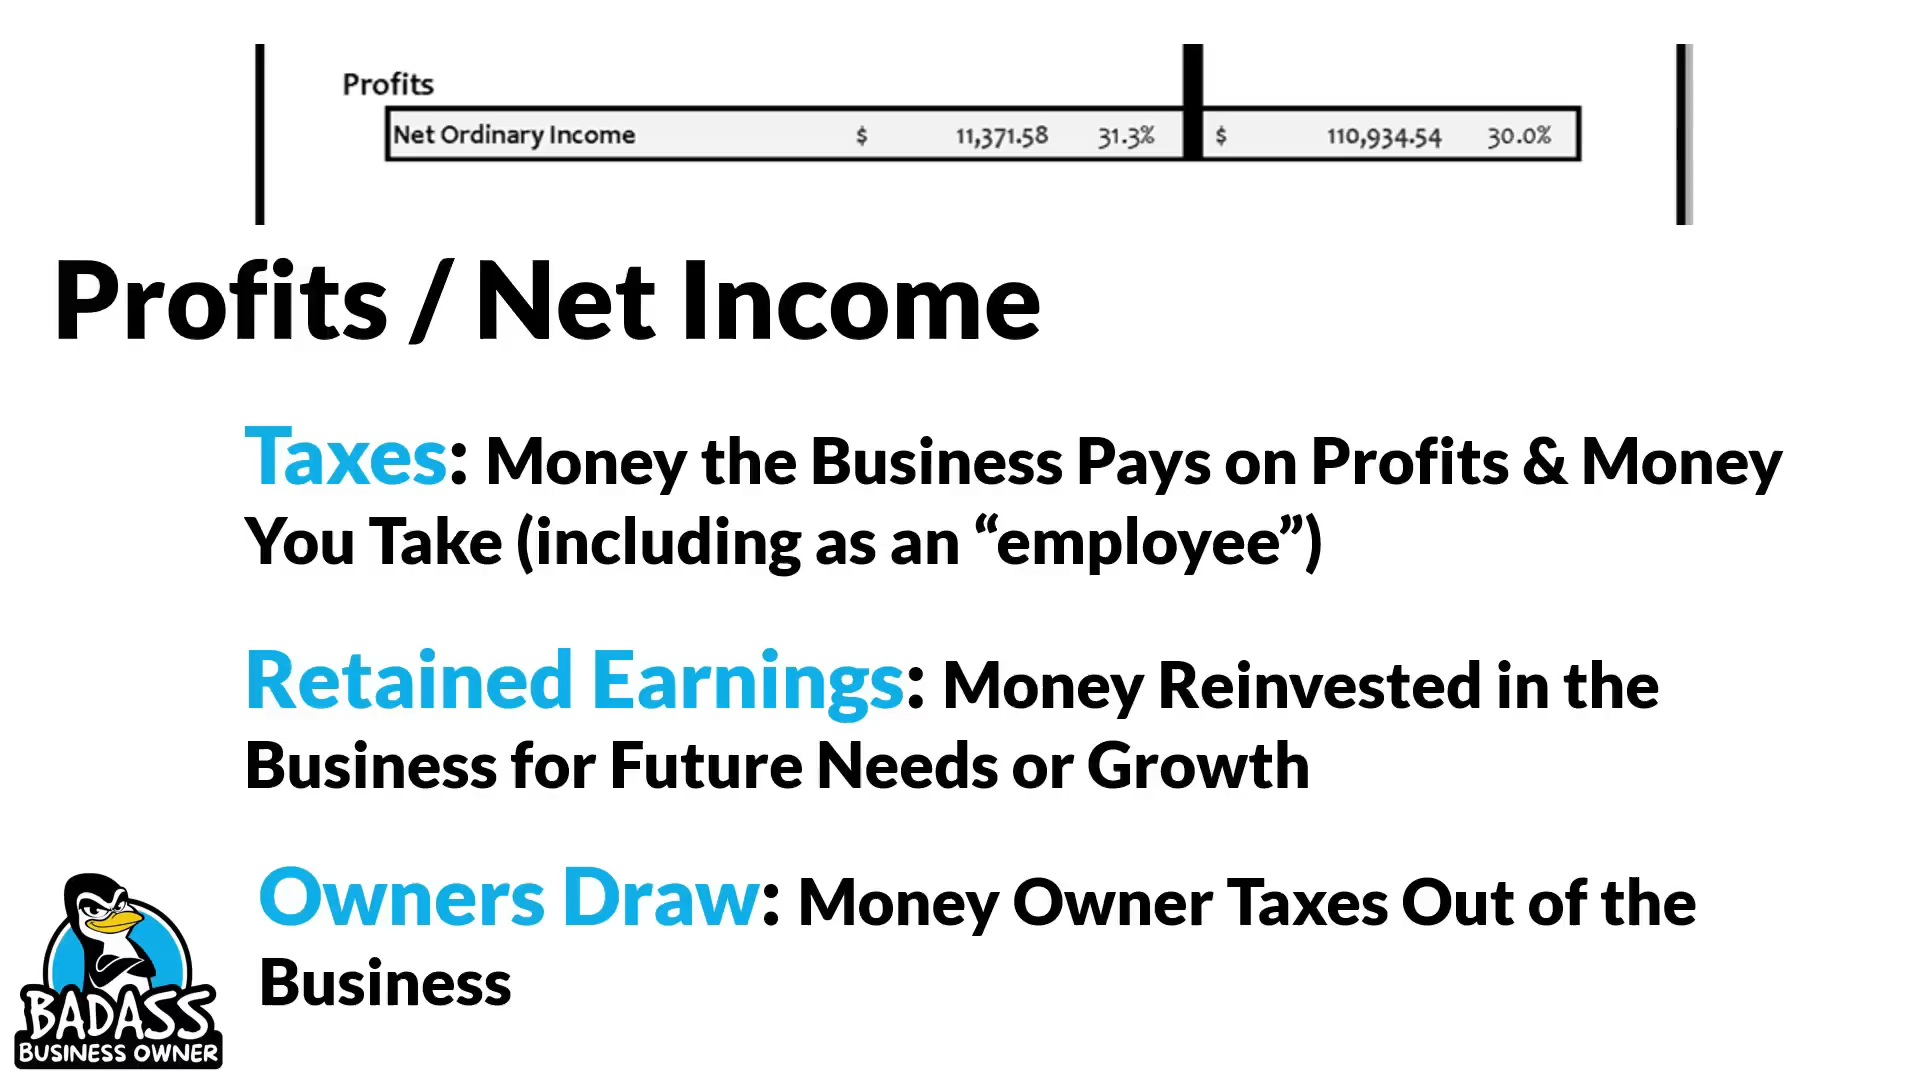 Profits
Net Ordinary Income $ 11,371.58 31.3% $ 110,934.54 30.0%
Profits / Net Income
Taxes: Money the Business Pays on Profits & Money
You Take (including as an “employee”)
Retained Earnings: Money Reinvested in the
Business for Future Needs or Growth
Owners Draw: Money Owner Taxes Out of the
Business
BADASS
BUSINESS OWNER